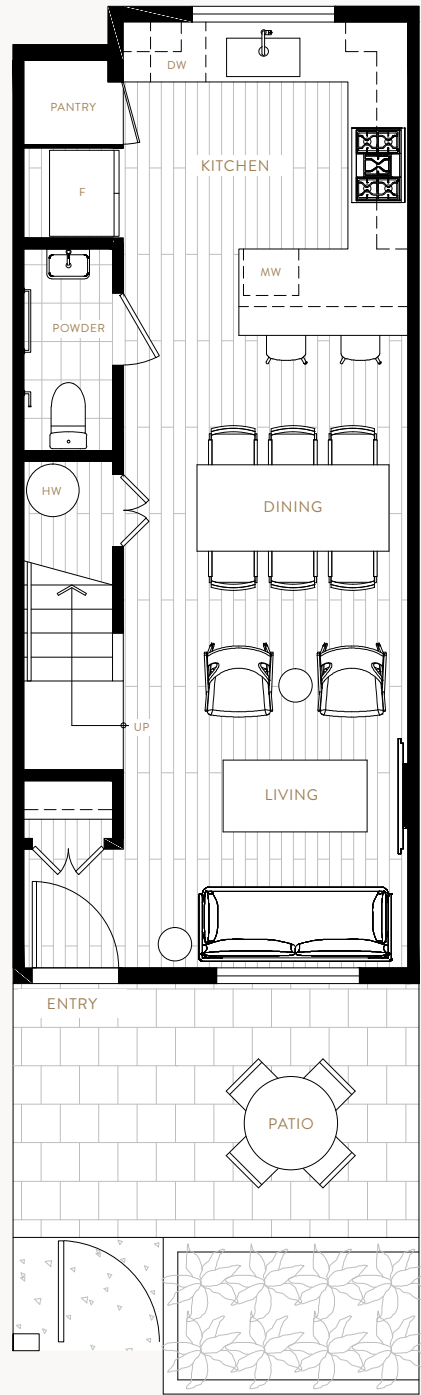 DW
PANTRY
KITCHEN
F
MW
POWDER
HW
DINING
UP
LIVING
ENTRY
PATIO